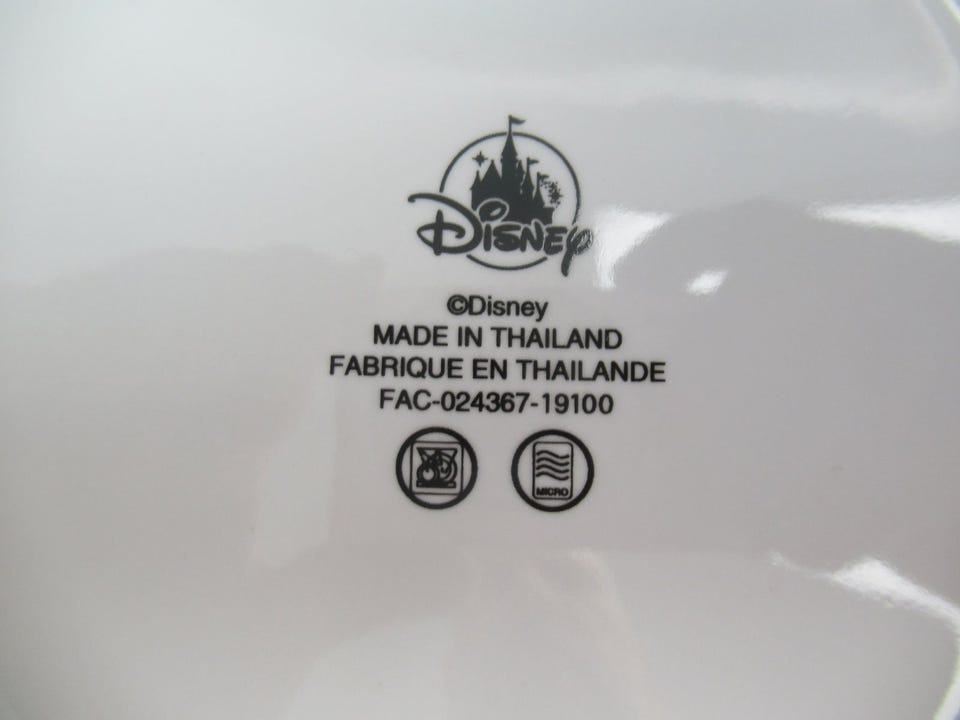 Disney
©Disney
MADE IN THAILAND
FABRIQUE EN THAILANDE
FAC-024367-19100
MICRO